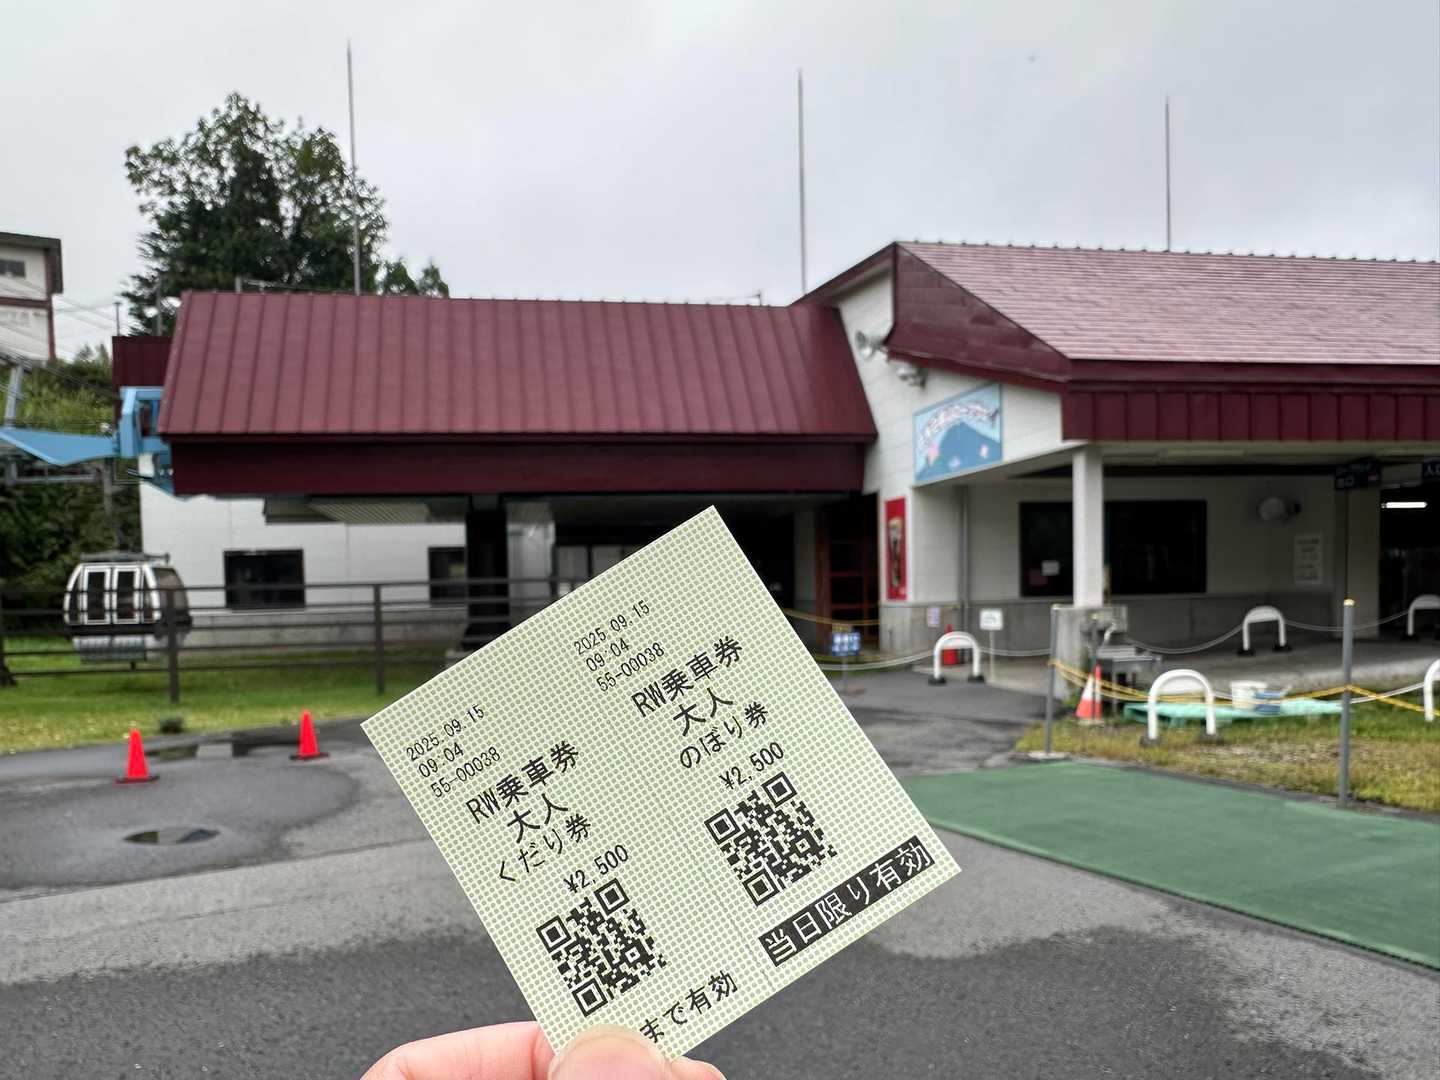 2025.09.15
09:04
55-00038
RW乗車券
大人
くだり券
¥2,500
まで有効
2025.09.15
09:04
55-00038
RW乗車券
大人
のぼり券
¥2,500
当日限り有効